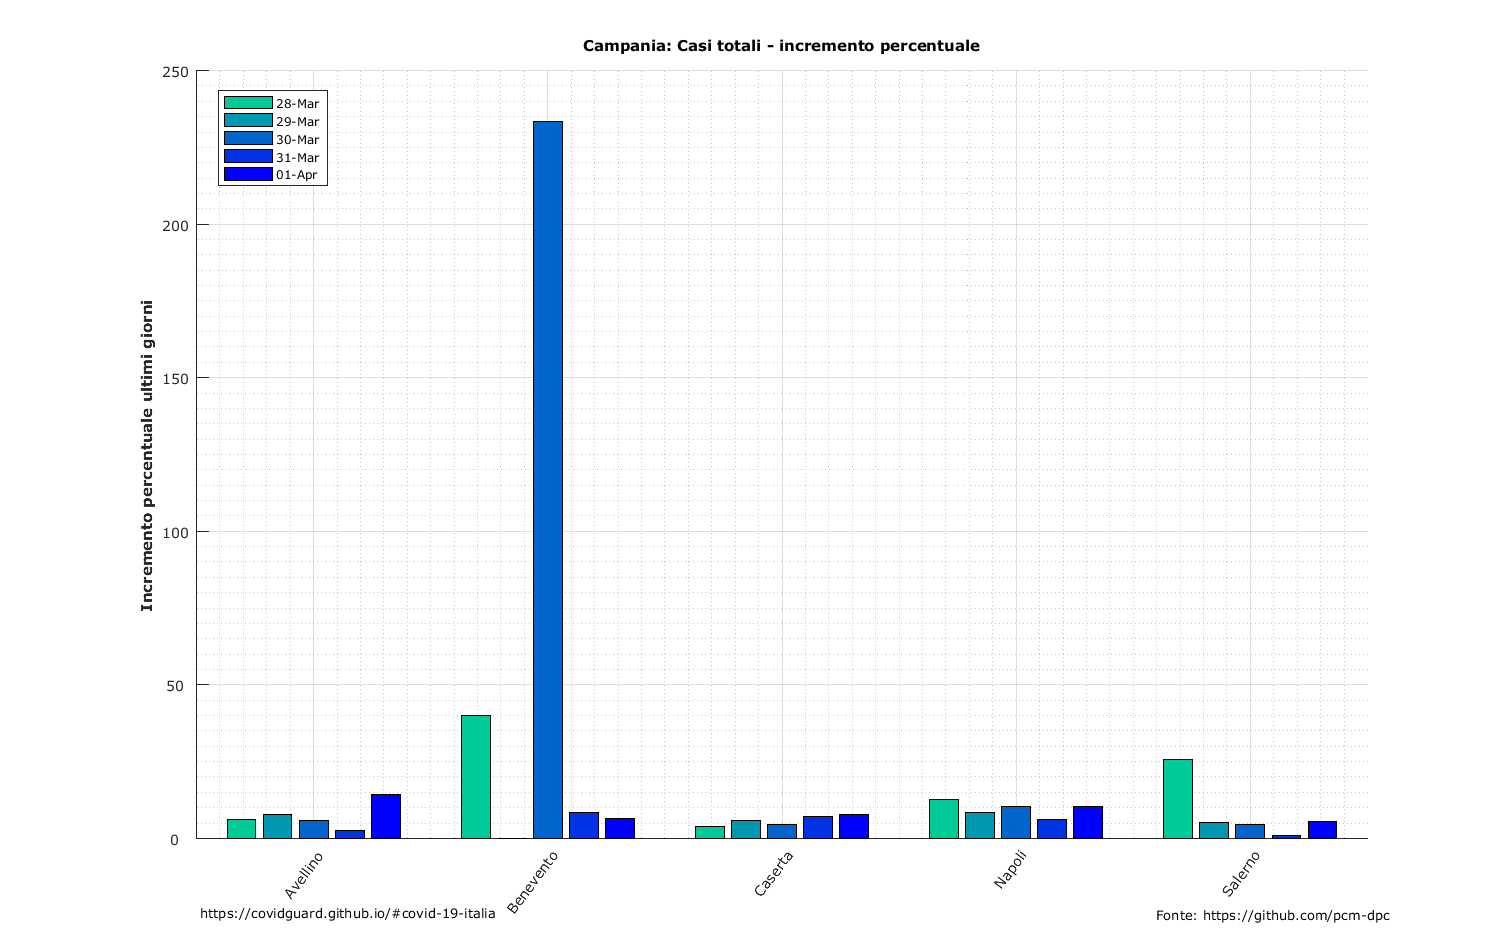 Campania: Casi totali - incremento percentuale
250
200
150
100
50
0
Incremento percentuale ultimi giorni
28-Mar
29-Mar
30-Mar
31-Mar
01-Apr
Avellino
Benevento
Caserta
Napoli
Salerno
https://covidguard.github.io/#covid-19-italia
Fonte: https://github.com/pcm-dpc